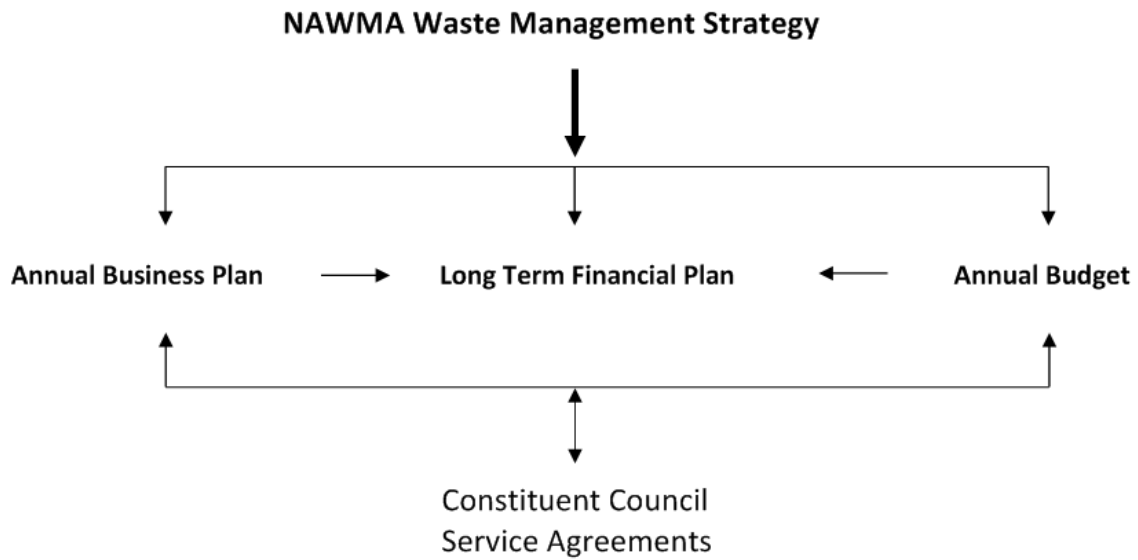 NAWMA Waste Management Strategy
Annual Business Plan
Long Term Financial Plan
Annual Budget
Constituent Council
Service Agreements